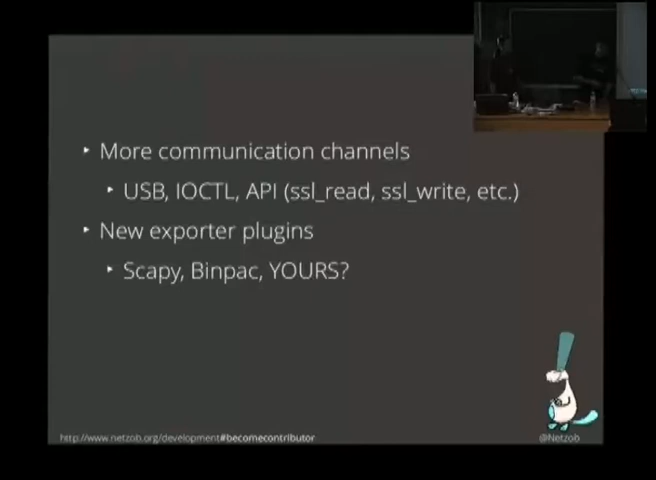 ‣ More communication channels
‣ USB, IOCTL, API (ssl_read, ssl_write, etc.)
‣ New exporter plugins
‣ Scapy, Binpac, YOURS?
http://www.netzob.org/development#becomecontributor
@Netzob